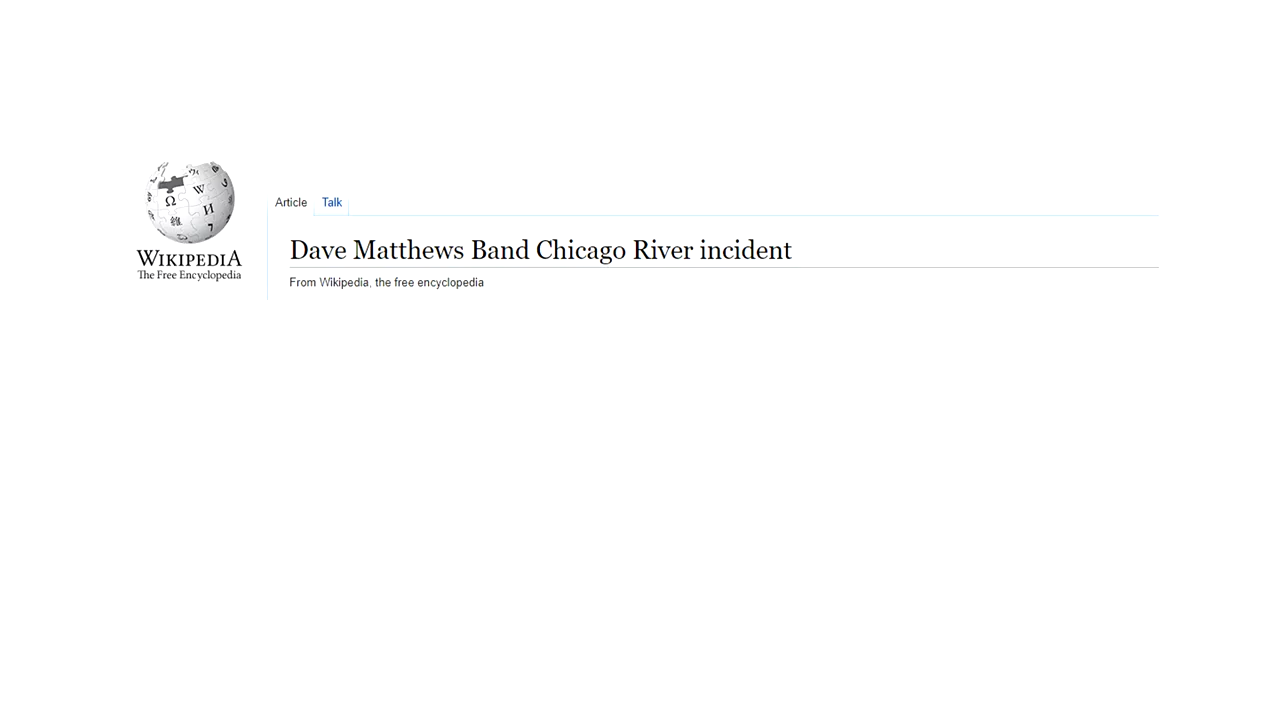 Article Talk
WIKIPEDIA
The Free Encyclopedia
Dave Matthews Band Chicago River incident
From Wikipedia, the free encyclopedia